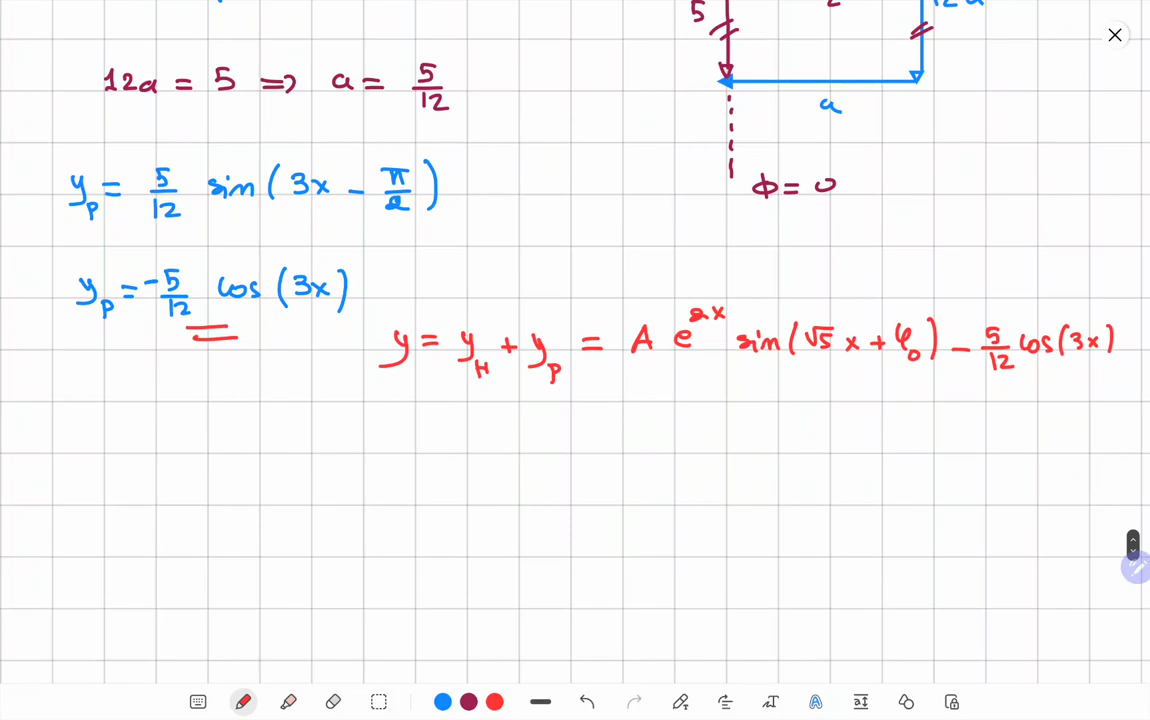 5 2 12a
12a = 5 ⇒ a = 5/12
a
y_p = 5/12 sin(3x − π/2)
φ = 0
y_p = −5/12 cos(3x)
y = y_H + y_p = A e^{2x} sin(√5 x + φ_0) − 5/12 cos(3x)